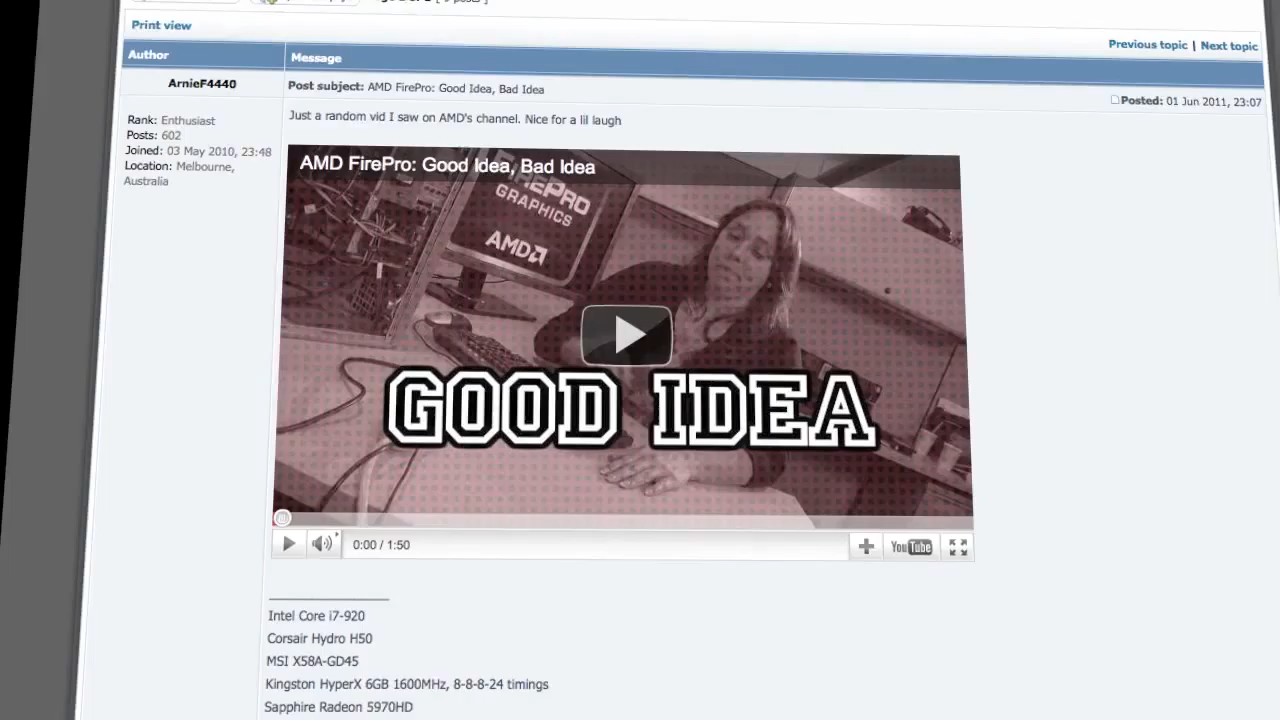 Print view
Previous topic | Next topic
Author
Message
ArnieF4440
Post subject: AMD FirePro: Good Idea, Bad Idea
Posted: 01 Jun 2011, 23:07
Rank: Enthusiast
Posts: 602
Joined: 03 May 2010, 23:48
Location: Melbourne,
Australia
Just a random vid I saw on AMD's channel. Nice for a lil laugh
AMD FirePro: Good Idea, Bad Idea
FIREPRO
GRAPHICS
AMD
GOOD IDEA
0:00 / 1:50
YouTube
Intel Core i7-920
Corsair Hydro H50
MSI X58A-GD45
Kingston HyperX 6GB 1600MHz, 8-8-8-24 timings
Sapphire Radeon 5970HD